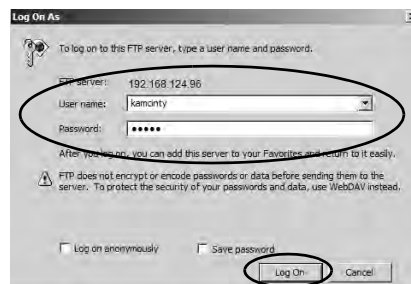 Log On As
To log on to this FTP server, type a user name and password.
FTP server: 192.168.124.96
User name: kamcinty
Password: •••••
After you log on, you can add this server to your Favorites and return to it easily.
FTP does not encrypt or encode passwords or data before sending them to the
server. To protect the security of your passwords and data, use WebDAV instead.
Log on anonymously Save password
Log On Cancel